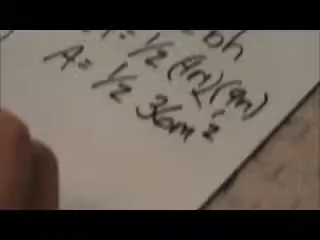 = bh
= 1/2 (4m)(9m)
A = 1/2 36m²